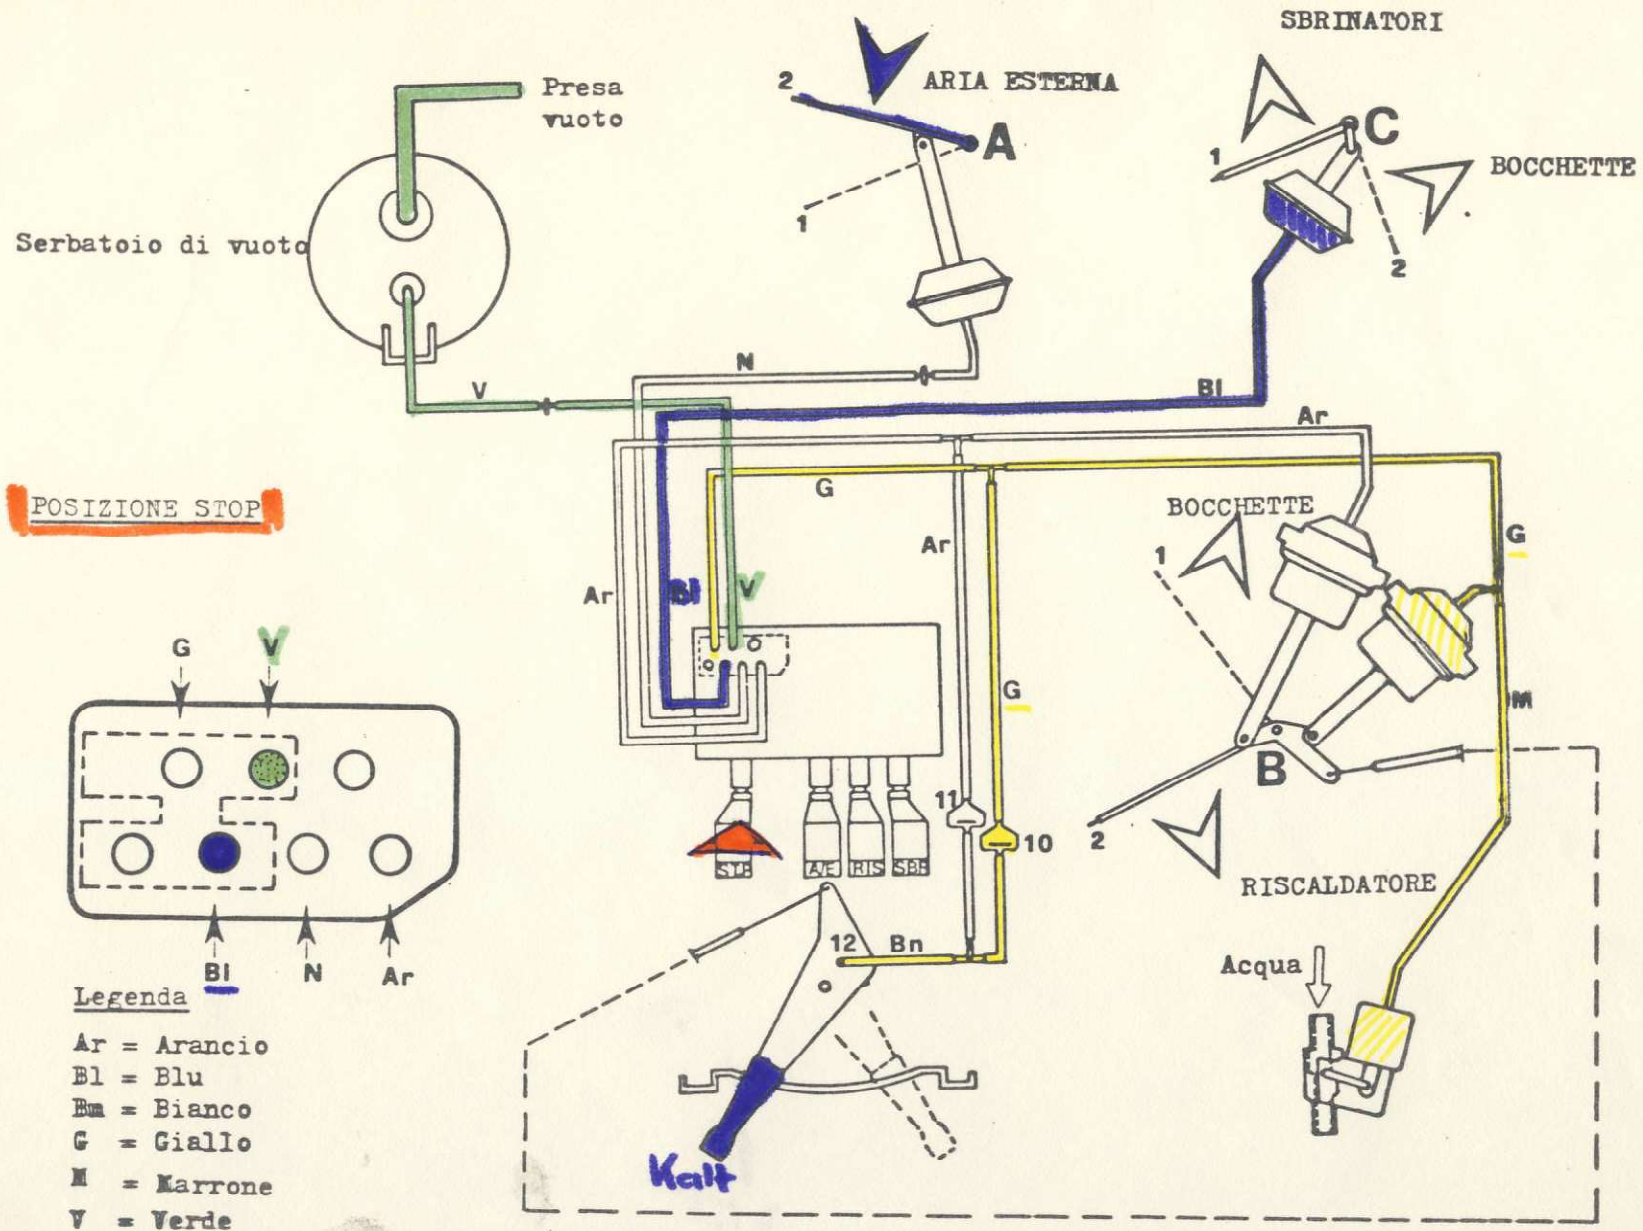 SBRINATORI
Presa
vuoto
2
ARIA ESTERNA
A
C
1
BOCCHETTE
1
Serbatoio di vuoto
2
N
V
Bl
Ar
POSIZIONE STOP
G
BOCCHETTE
Ar
1
G
Ar
Bl
V
G
V
G
M
B
11
10
2
A/E
RIS
SBR
RISCALDATORE
12
Bn
Acqua
Bl
N
Ar
Legenda
Ar = Arancio
Bl = Blu
Bm = Bianco
G = Giallo
M = Marrone
V = Verde
Kalt